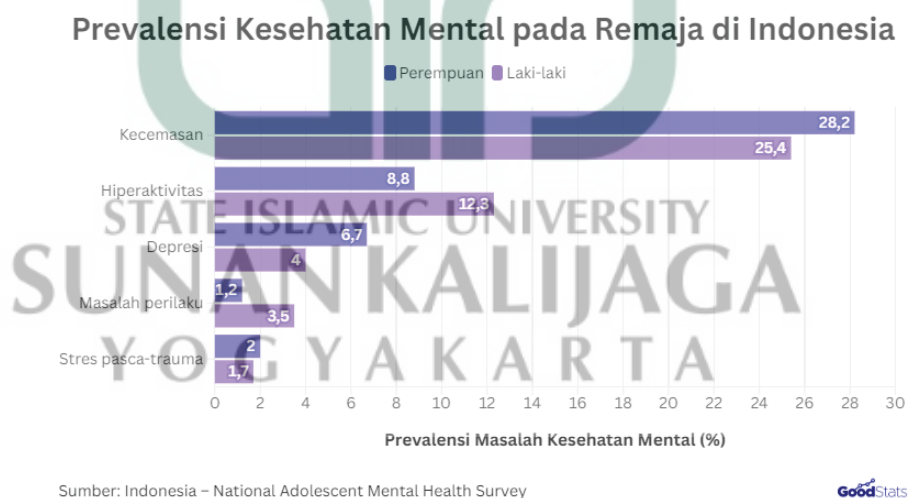 Prevalensi Kesehatan Mental pada Remaja di Indonesia
Perempuan Laki-laki
Kecemasan
28,2
25,4
Hiperaktivitas
8,8
12,3
Depresi
6,7
4
Masalah perilaku
1,2
3,5
Stres pasca-trauma
2
1,7
STATE ISLAMIC UNIVERSITY
SUNAN KALIJAGA
YOGYAKARTA
0 2 4 6 8 10 12 14 16 18 20 22 24 26 28 30
Prevalensi Masalah Kesehatan Mental (%)
Sumber: Indonesia – National Adolescent Mental Health Survey
GoodStats